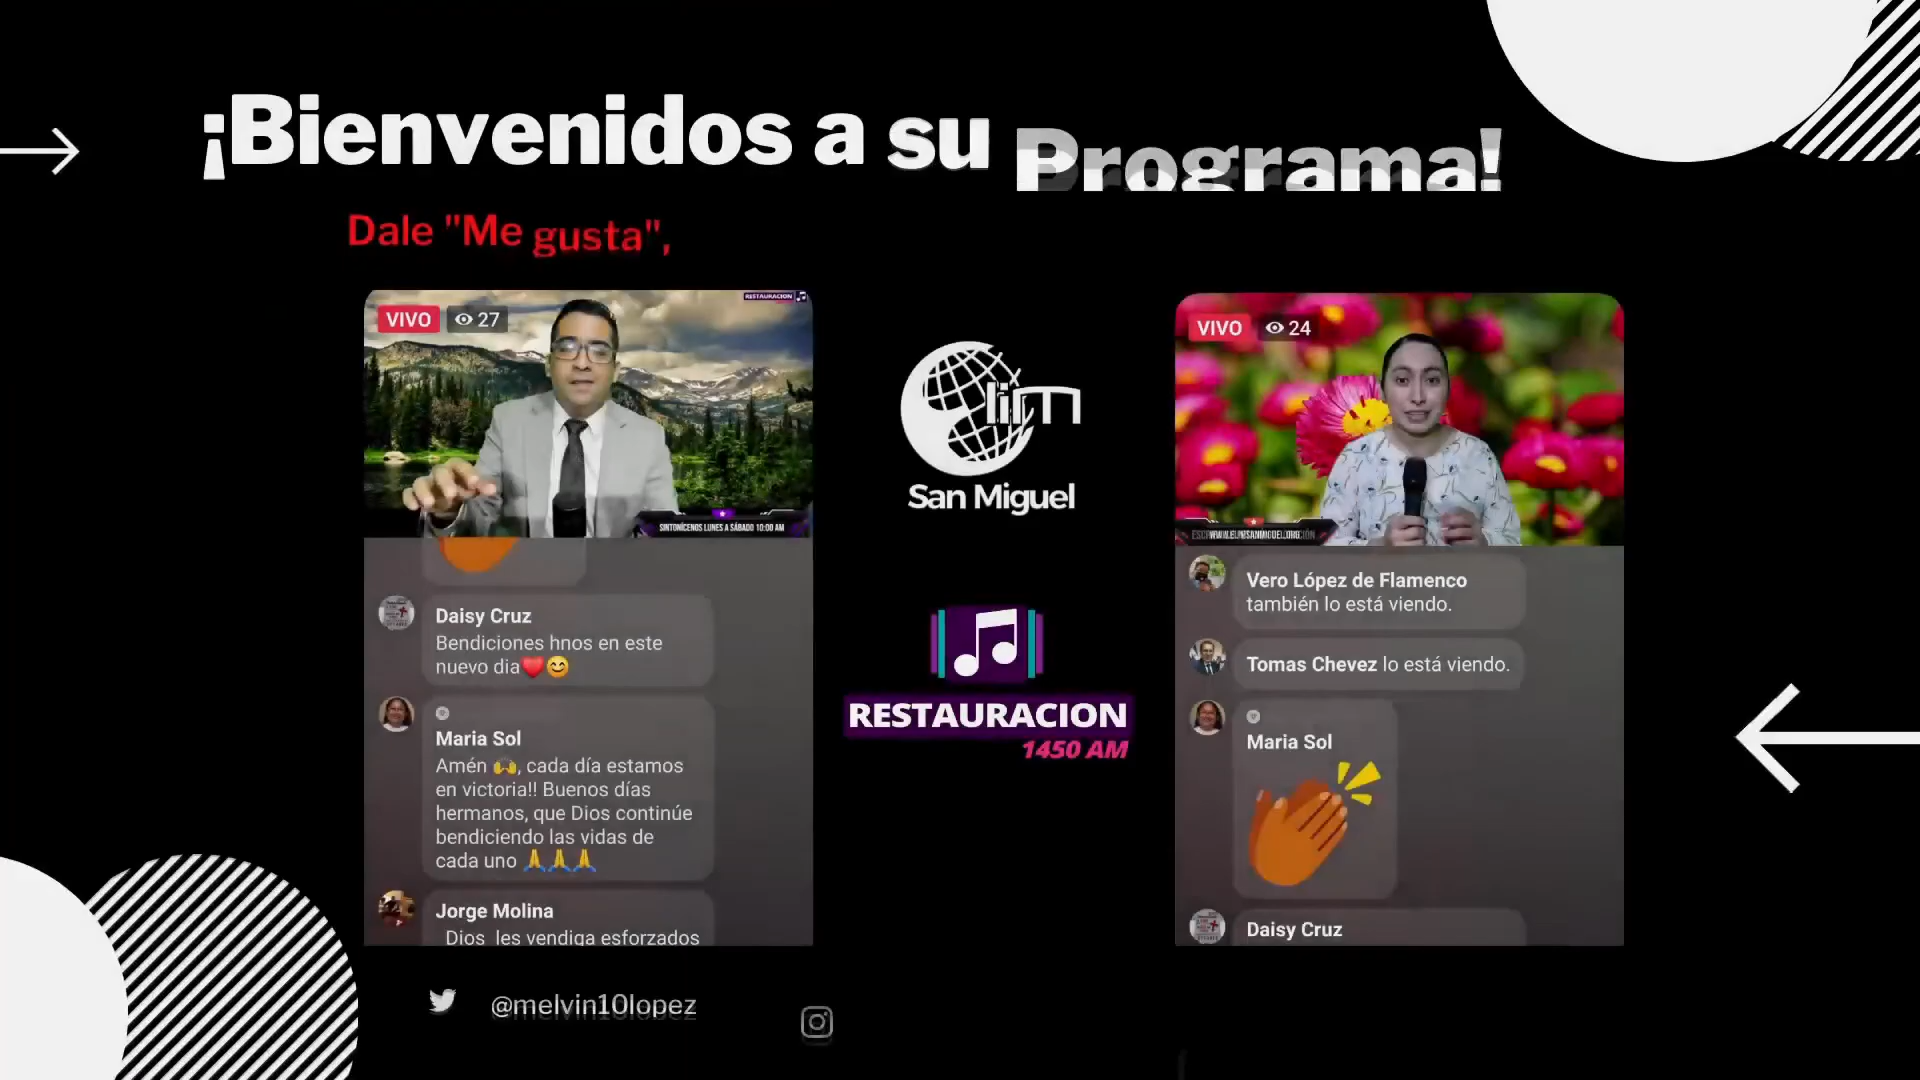 ¡Bienvenidos a su Programa!
Dale "Me gusta",
VIVO 27
RESTAURACION
SINTONÍCENOS LUNES A SÁBADO 10:00 AM
Daisy Cruz
Bendiciones hnos en este
nuevo dia❤️😊
Maria Sol
Amén 🙌, cada día estamos
en victoria!! Buenos días
hermanos, que Dios continúe
bendiciendo las vidas de
cada uno 🙏🙏🙏
Jorge Molina
Dios les vendiga esforzados
elim
San Miguel
RESTAURACION
1450 AM
VIVO 24
Vero López de Flamenco
también lo está viendo.
Tomas Chevez lo está viendo.
Maria Sol
Daisy Cruz
@melvin10lopez